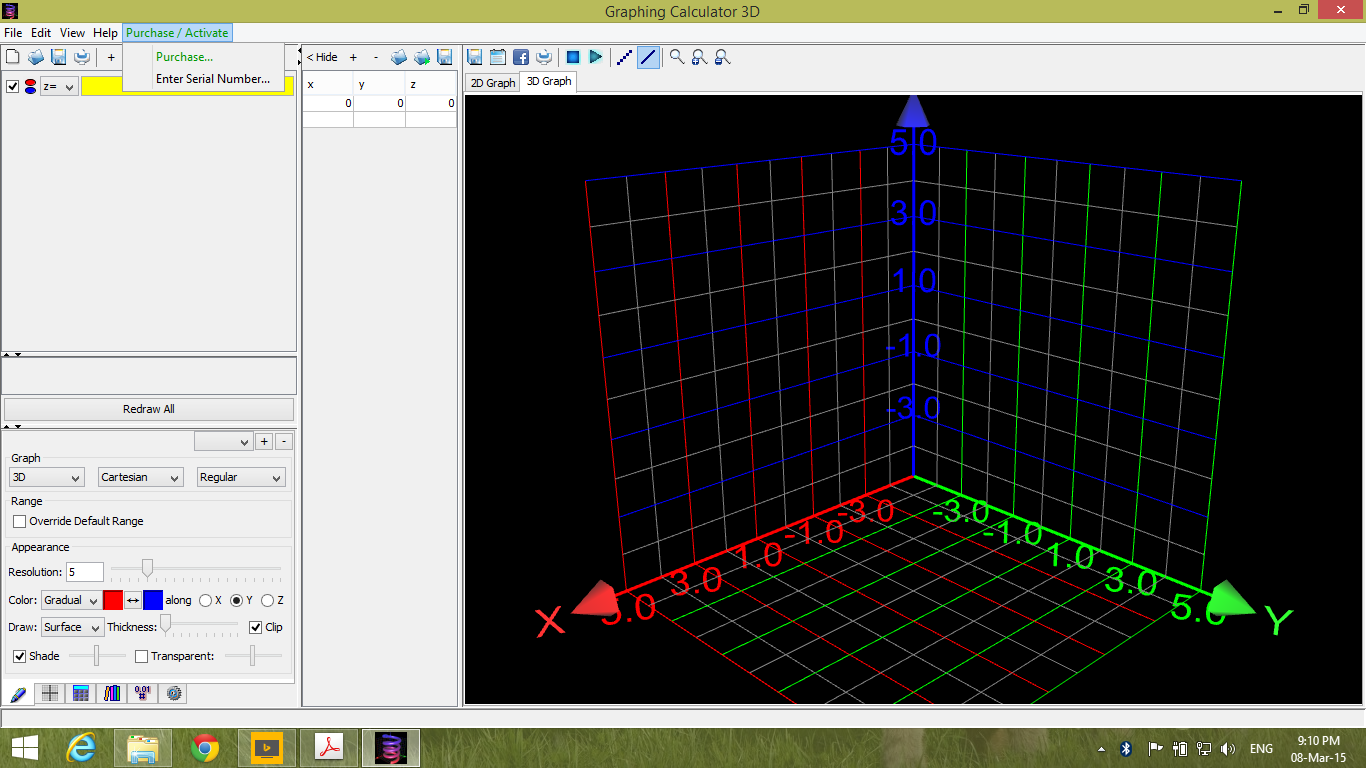 Graphing Calculator 3D
File Edit View Help Purchase / Activate
Purchase...
Enter Serial Number...
+
< Hide + -
2D Graph 3D Graph
z=
x y z
0 0 0
5.0
3.0
1.0
-1.0
-3.0
-3.0 -3.0
-1.0 -1.0
1.0 1.0
3.0 3.0
5.0 5.0
X Y
Redraw All
+ -
Graph
3D Cartesian Regular
Range
Override Default Range
Appearance
Resolution: 5
Color: Gradual along X Y Z
Draw: Surface Thickness: Clip
Shade Transparent:
0.01
#
ENG
9:10 PM
08-Mar-15